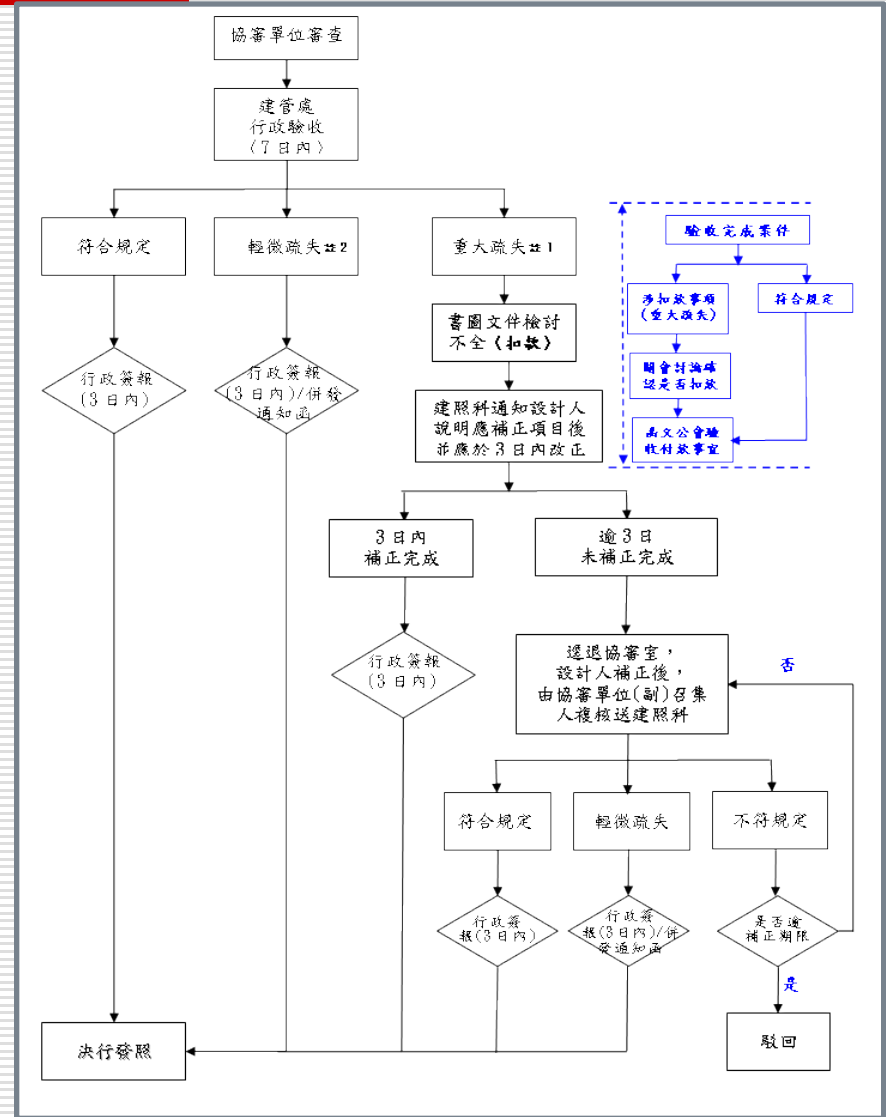 協審單位審查
建管處
行政驗收
(7日內)
符合規定
輕微疏失註2
重大疏失註1
驗收完成案件
涉扣款事項
(重大疏失)
符合規定
書圖文件檢討
不全(扣款)
開會討論確
認是否扣款
函文公會驗
收付款事宜
行政簽報
(3日內)
行政簽報
(3日內)/併發
通知函
建照科通知設計人
說明應補正項目後
並應於3日內改正
3日內
補正完成
逾3日
未補正完成
行政簽報
(3日內)
退退協審室，
設計人補正後，
由協審單位(副)召集
人複核送建照科
否
符合規定
輕微疏失
不符規定
行政簽
報(3日內)
行政簽
報(3日內)/併
發通知函
是否逾
補正期限
是
決行發照
駁回